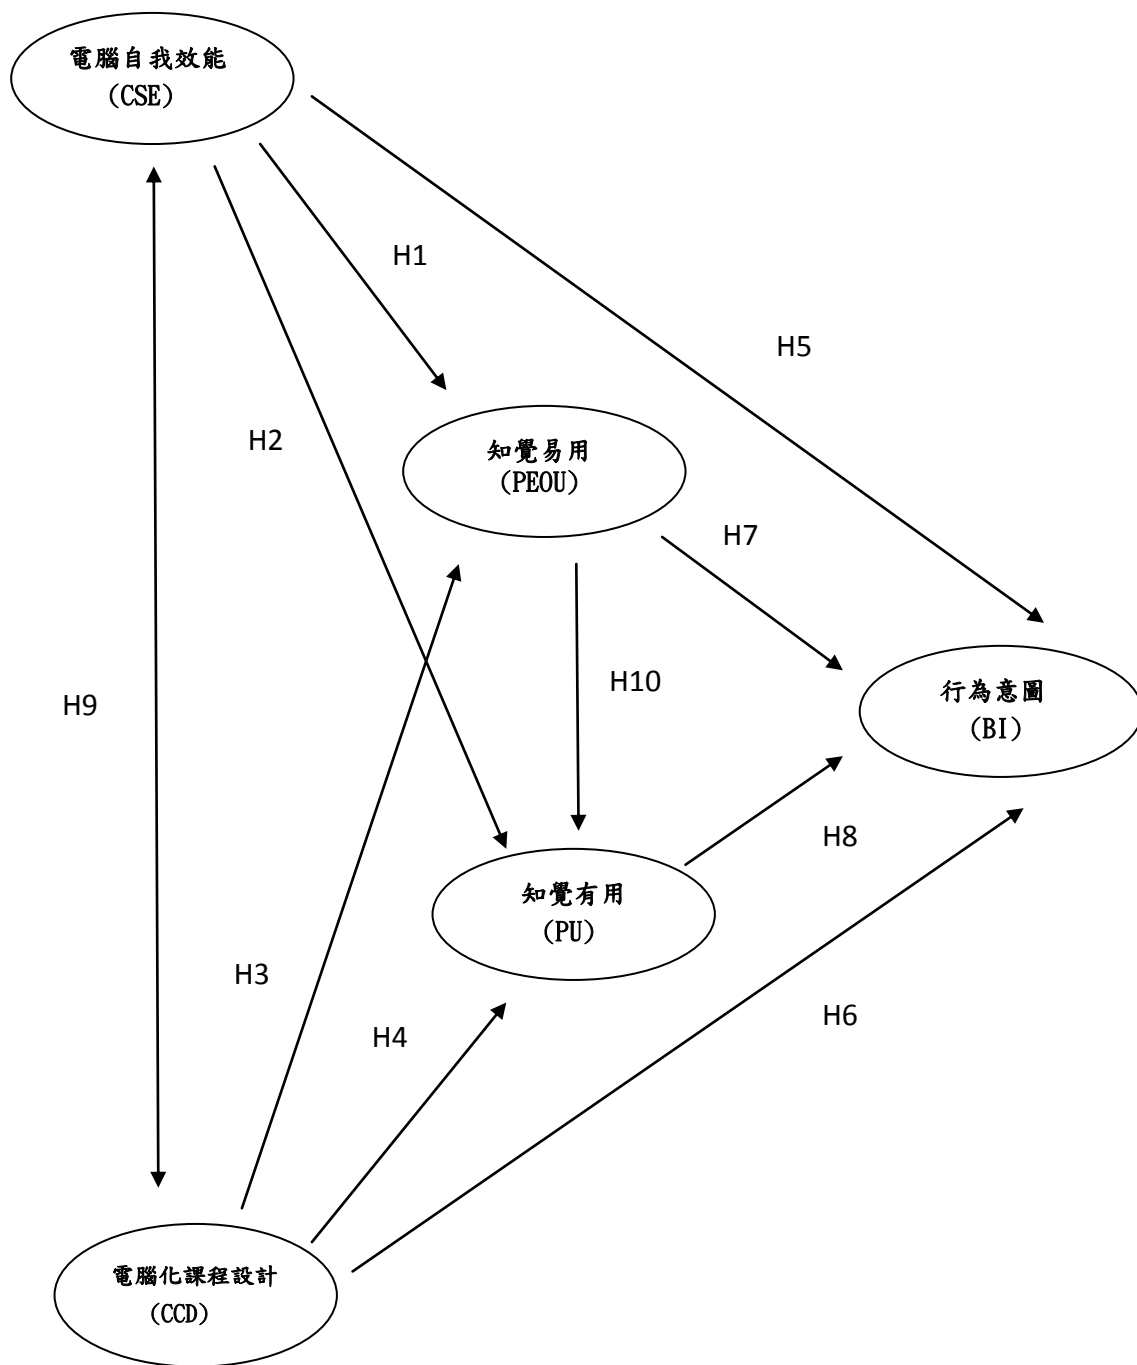 電腦自我效能
(CSE)
H1
H5
H2
知覺易用
(PEOU)
H7
H10
H9
行為意圖
(BI)
H8
知覺有用
(PU)
H3
H4
H6
電腦化課程設計
(CCD)